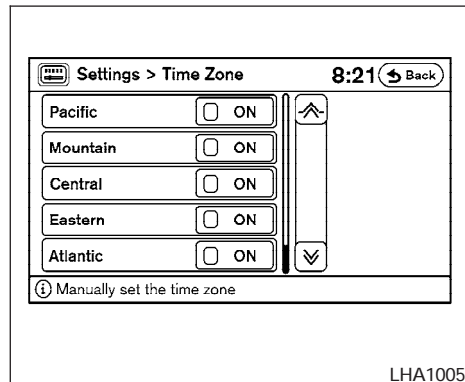 Settings > Time Zone 8:21 Back
Pacific ON
Mountain ON
Central ON
Eastern ON
Atlantic ON
Manually set the time zone
LHA1005